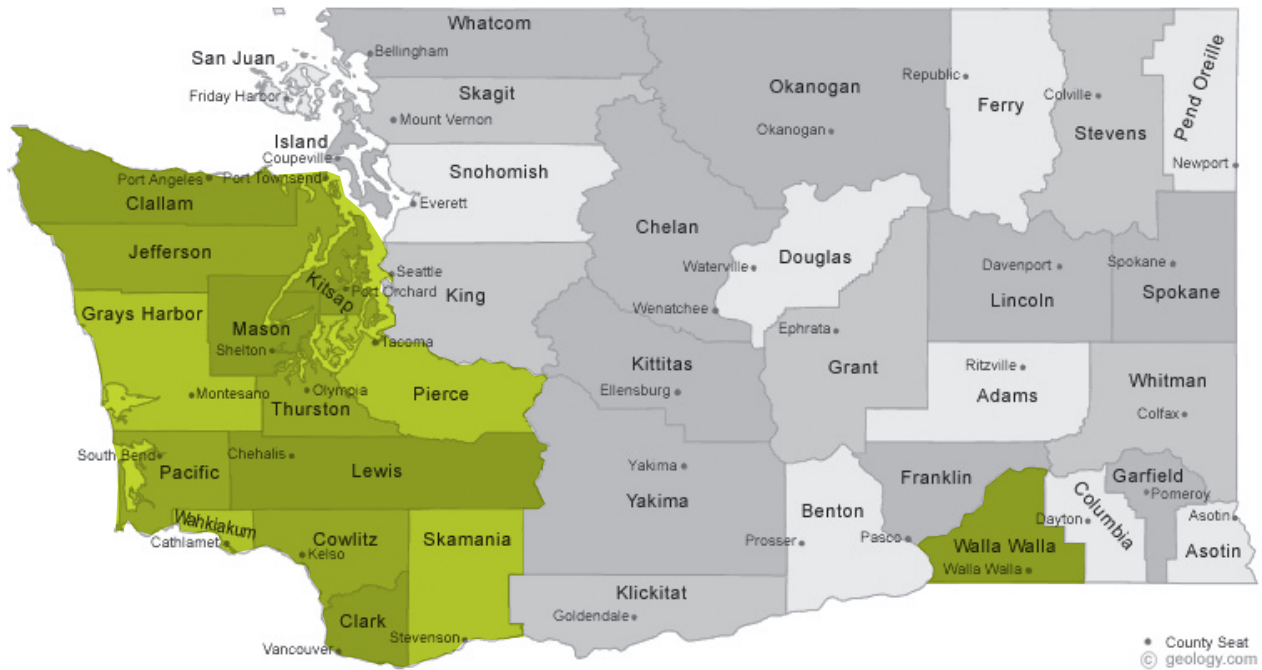 Whatcom
Bellingham
San Juan
Friday Harbor
Skagit
Mount Vernon
Island
Coupeville
Snohomish
Everett
Okanogan
Okanogan
Republic
Ferry
Colville
Stevens
Pend Oreille
Newport
Port Angeles
Port Townsend
Clallam
Jefferson
Kitsap
Port Orchard
Seattle
King
Chelan
Wenatchee
Waterville
Douglas
Davenport
Lincoln
Spokane
Spokane
Grays Harbor
Montesano
Mason
Shelton
Tacoma
Pierce
Olympia
Thurston
Kittitas
Ellensburg
Ephrata
Grant
Ritzville
Adams
Whitman
Colfax
South Bend
Pacific
Chehalis
Lewis
Yakima
Yakima
Franklin
Pasco
Benton
Prosser
Garfield
Pomeroy
Columbia
Dayton
Asotin
Asotin
Walla Walla
Walla Walla
Wahkiakum
Cathlamet
Cowlitz
Kelso
Skamania
Stevenson
Clark
Vancouver
Klickitat
Goldendale
County Seat
© geology.com